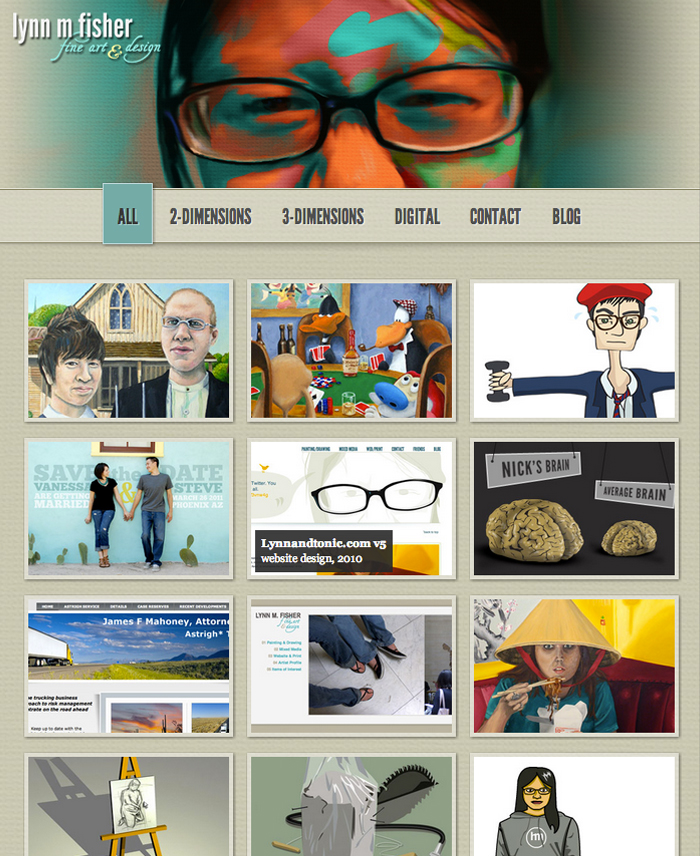 lynn m fisher
fine art & design
ALL
2-DIMENSIONS
3-DIMENSIONS
DIGITAL
CONTACT
BLOG
SAVE the DATE
VANESSA & STEVE
ARE GETTING MARCH 26 2011
MARRIED PHOENIX AZ
PAINTING/DRAWING MIXED MEDIA WEB/PRINT CONTACT FRIENDS BLOG
Twitter. You
all.
Lynnandtonic.com v5
website design, 2010
NICK'S BRAIN
AVERAGE BRAIN
HOME ASTRIGH SERVICE DETAILS CASE RESERVES RECENT DEVELOPMENTS
James F Mahoney, Attorne
Astrigh* T
e trucking business
oach to risk management
strate on the road ahead
Keep up to date with the
LYNN M. FISHER
fine art & design
Painting & Drawing
Mixed Media
Website & Print
Artist Profile
Items of Interest